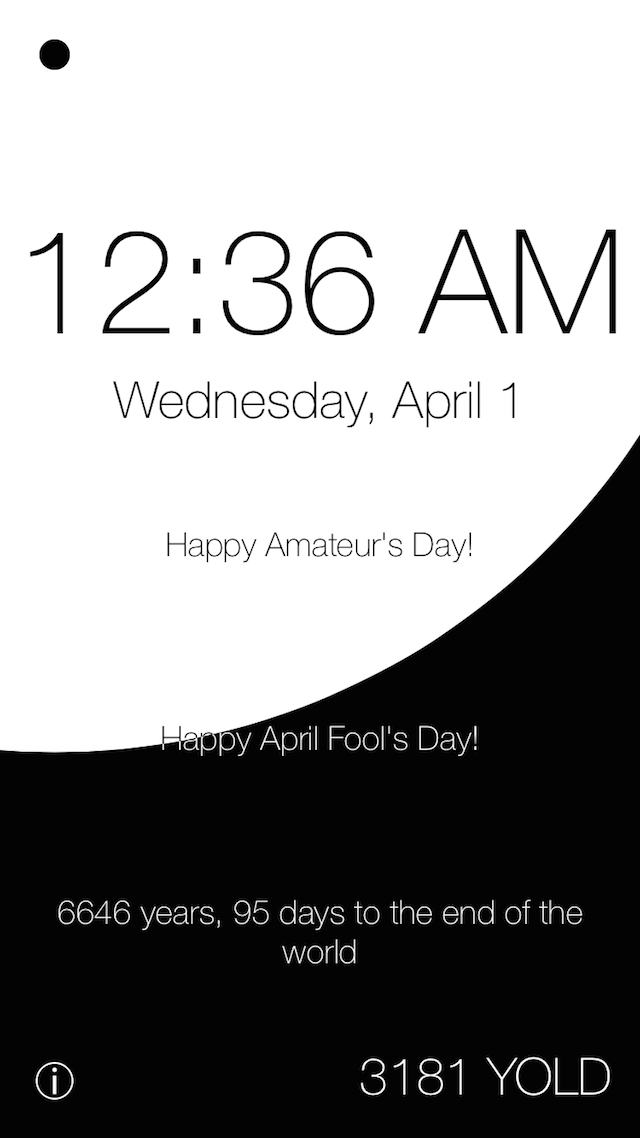 12:36 AM
Wednesday, April 1
Happy Amateur's Day!
Happy April Fool's Day!
6646 years, 95 days to the end of the
world
3181 YOLD